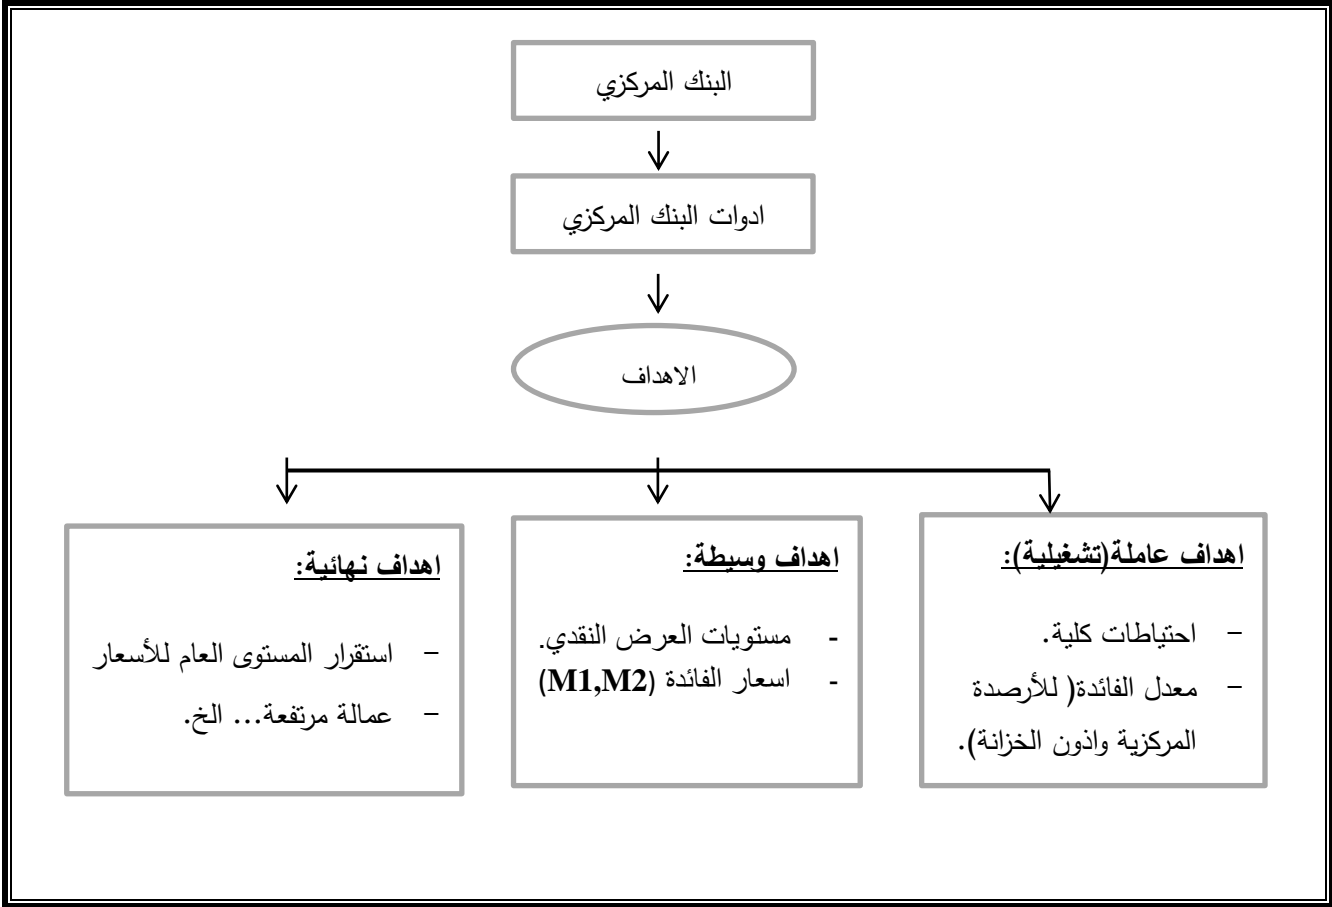 البنك المركزي
ادوات البنك المركزي
الاهداف
اهداف عاملة(تشغيلية):
– احتياطات كلية.
– معدل الفائدة( للأرصدة
المركزية واذون الخزانة).
اهداف وسيطة:
- مستويات العرض النقدي.
- اسعار الفائدة (M1,M2)
اهداف نهائية:
– استقرار المستوى العام للأسعار
– عمالة مرتفعة... الخ.